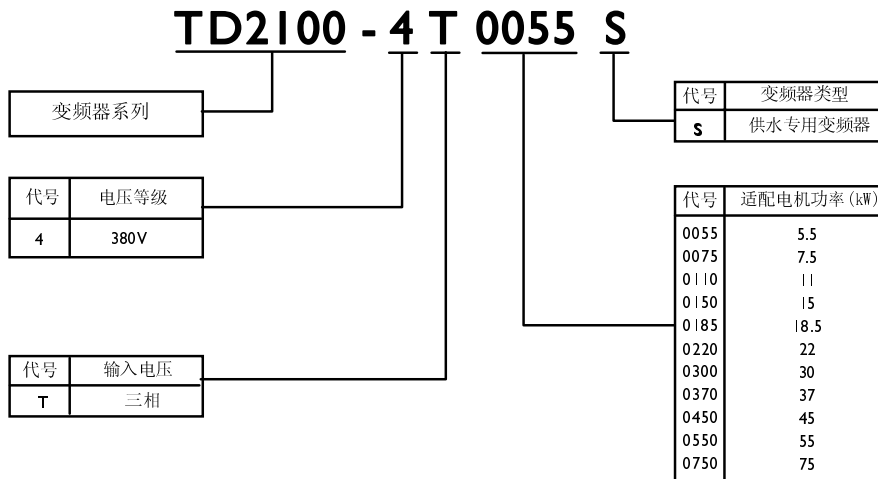 TD2100 - 4 T 0055 S
变频器系列
代号 电压等级
4 380V
代号 输入电压
T 三相
代号 变频器类型
S 供水专用变频器
代号 适配电机功率(kW)
0055 5.5
0075 7.5
0110 11
0150 15
0185 18.5
0220 22
0300 30
0370 37
0450 45
0550 55
0750 75